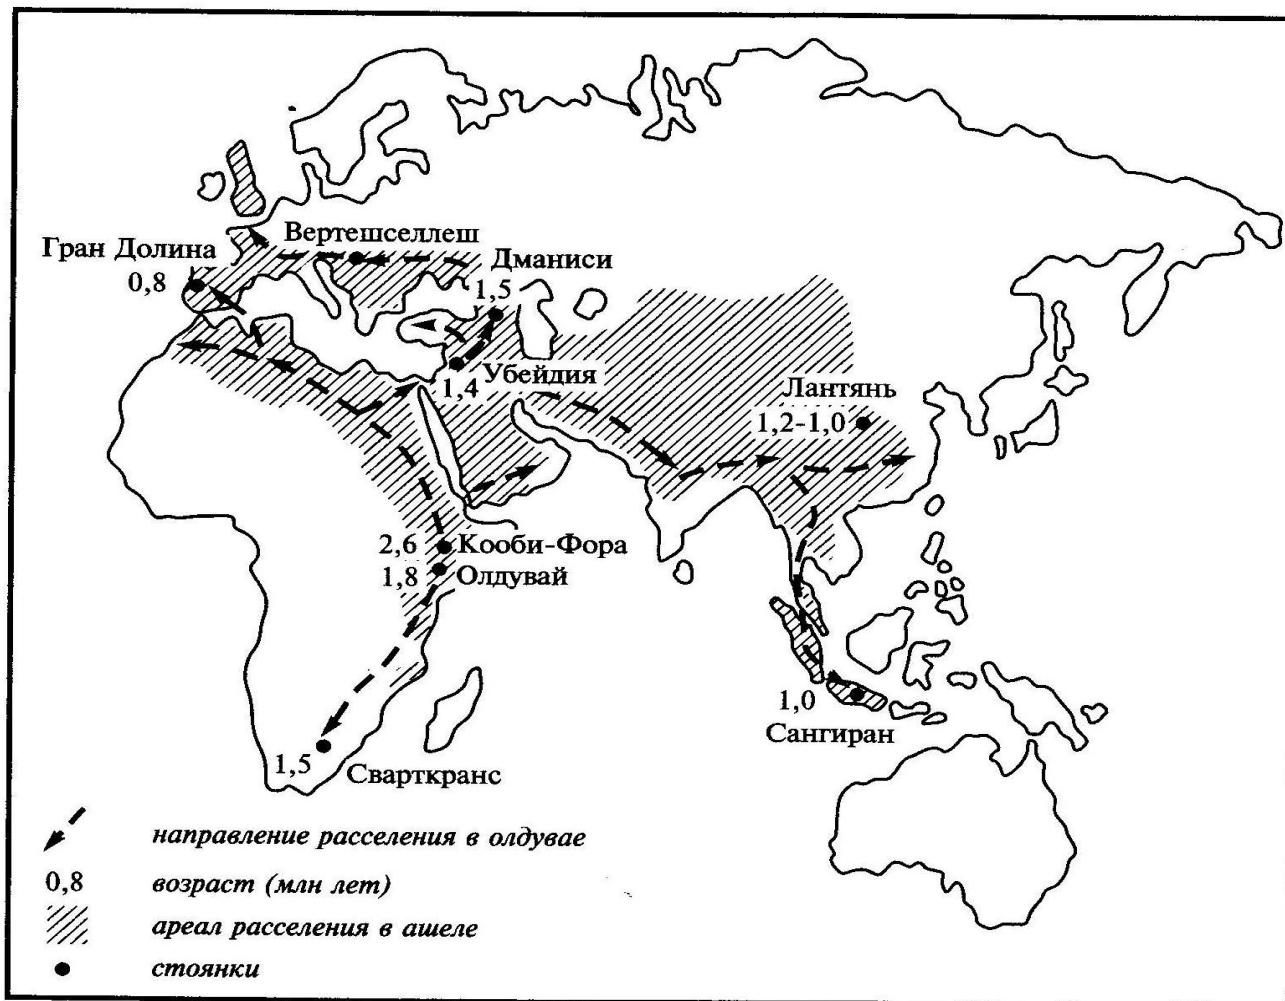 Гран Долина
0,8
Вертешселлеш
Дманиси
1,5
Убейдия
1,4
Лантянь
1,2-1,0
2,6
Кооби-Фора
1,8
Олдувай
1,0
Сангиран
1,5
Сварткранс
направление расселения в олдувае
0,8
возраст (млн лет)
ареал расселения в ашеле
стоянки